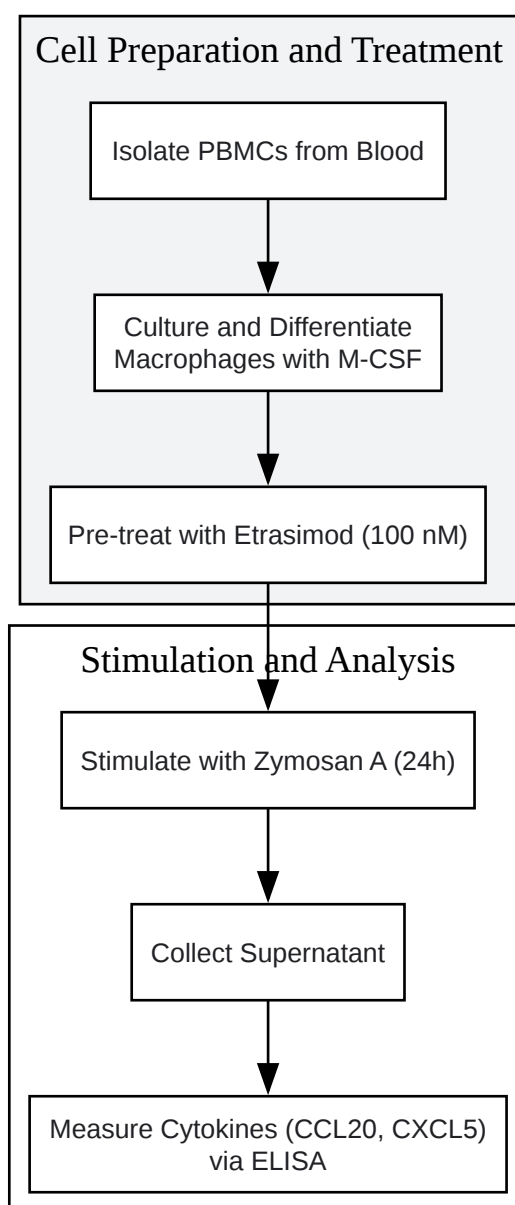 Cell Preparation and Treatment
Isolate PBMCs from Blood
Culture and Differentiate
Macrophages with M-CSF
Pre-treat with Etrasimod (100 nM)
Stimulation and Analysis
Stimulate with Zymosan A (24h)
Collect Supernatant
Measure Cytokines (CCL20, CXCL5)
via ELISA